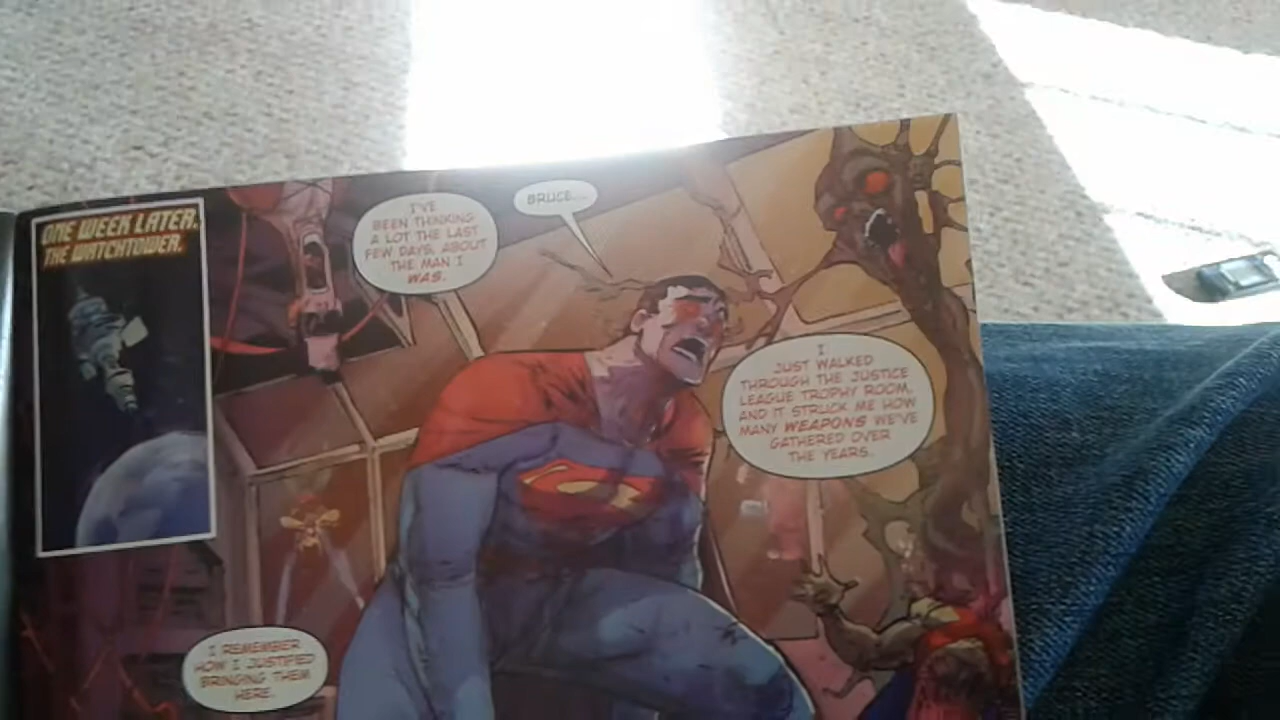 ONE WEEK LATER.
THE WATCHTOWER.
I'VE
BEEN THINKING
A LOT THE LAST
FEW DAYS, ABOUT
THE MAN I
WAS.
BRUCE...
I
JUST WALKED
THROUGH THE JUSTICE
LEAGUE TROPHY ROOM,
AND IT STRUCK ME HOW
MANY WEAPONS WE'VE
GATHERED OVER
THE YEARS.
I REMEMBER
HOW I JUSTIFIED
BRINGING THEM
HERE.